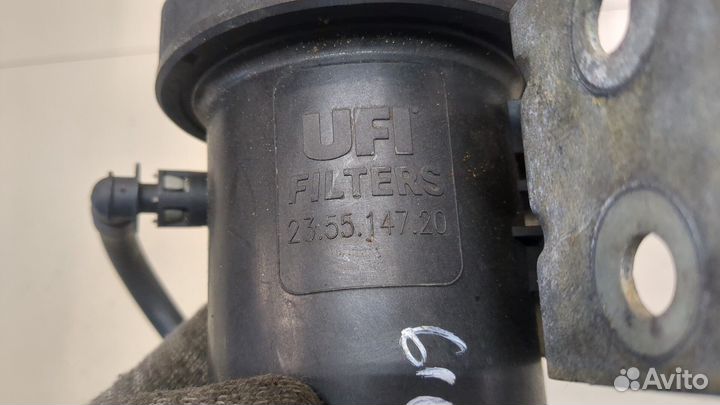 UFI
FILTERS
23.55.147.20
Avito